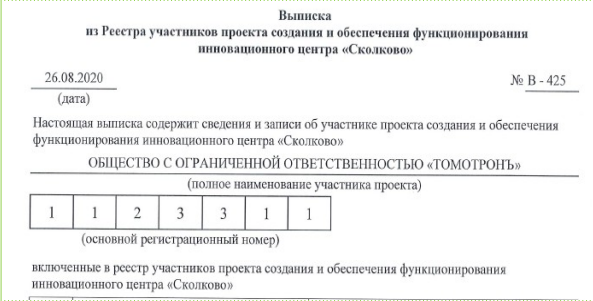 Выписка
из Реестра участников проекта создания и обеспечения функционирования
инновационного центра «Сколково»
26.08.2020 № В - 425
(дата)
Настоящая выписка содержит сведения и записи об участнике проекта создания и обеспечения
функционирования инновационного центра «Сколково»
ОБЩЕСТВО С ОГРАНИЧЕННОЙ ОТВЕТСТВЕННОСТЬЮ «ТОМОТРОНЪ»
(полное наименование участника проекта)
1 1 2 3 3 1 1
(основной регистрационный номер)
включенные в реестр участников проекта создания и обеспечения функционирования
инновационного центра «Сколково»